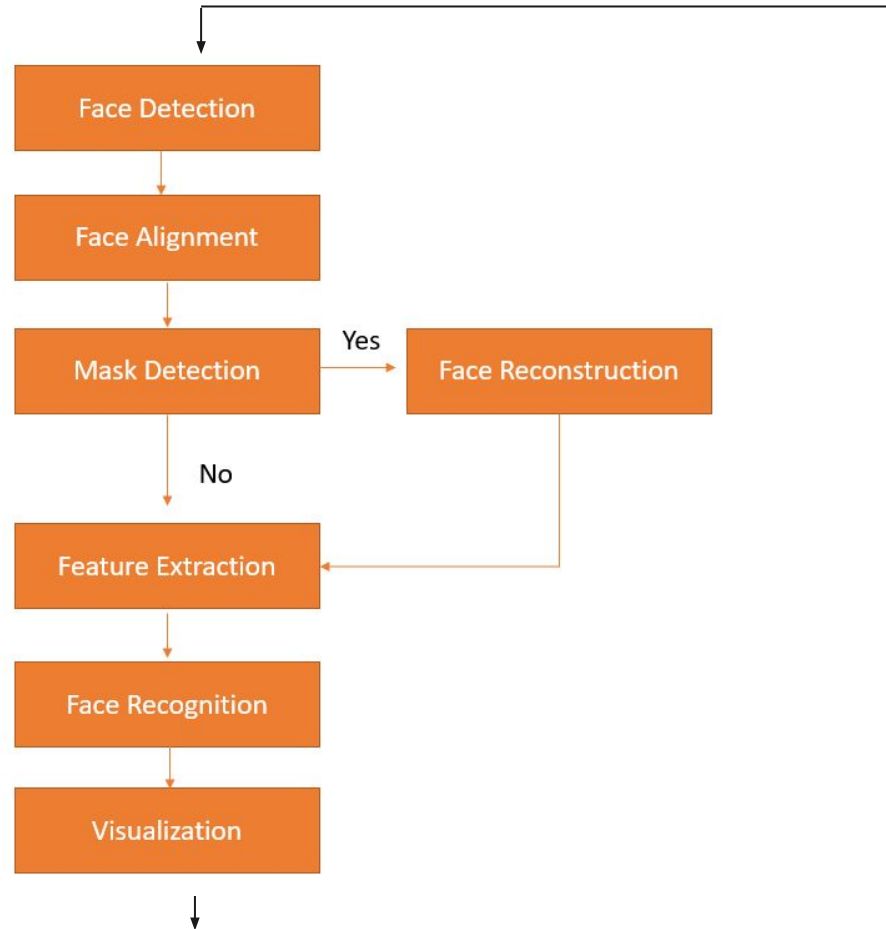 Face Detection
Face Alignment
Mask Detection
Yes
Face Reconstruction
No
Feature Extraction
Face Recognition
Visualization